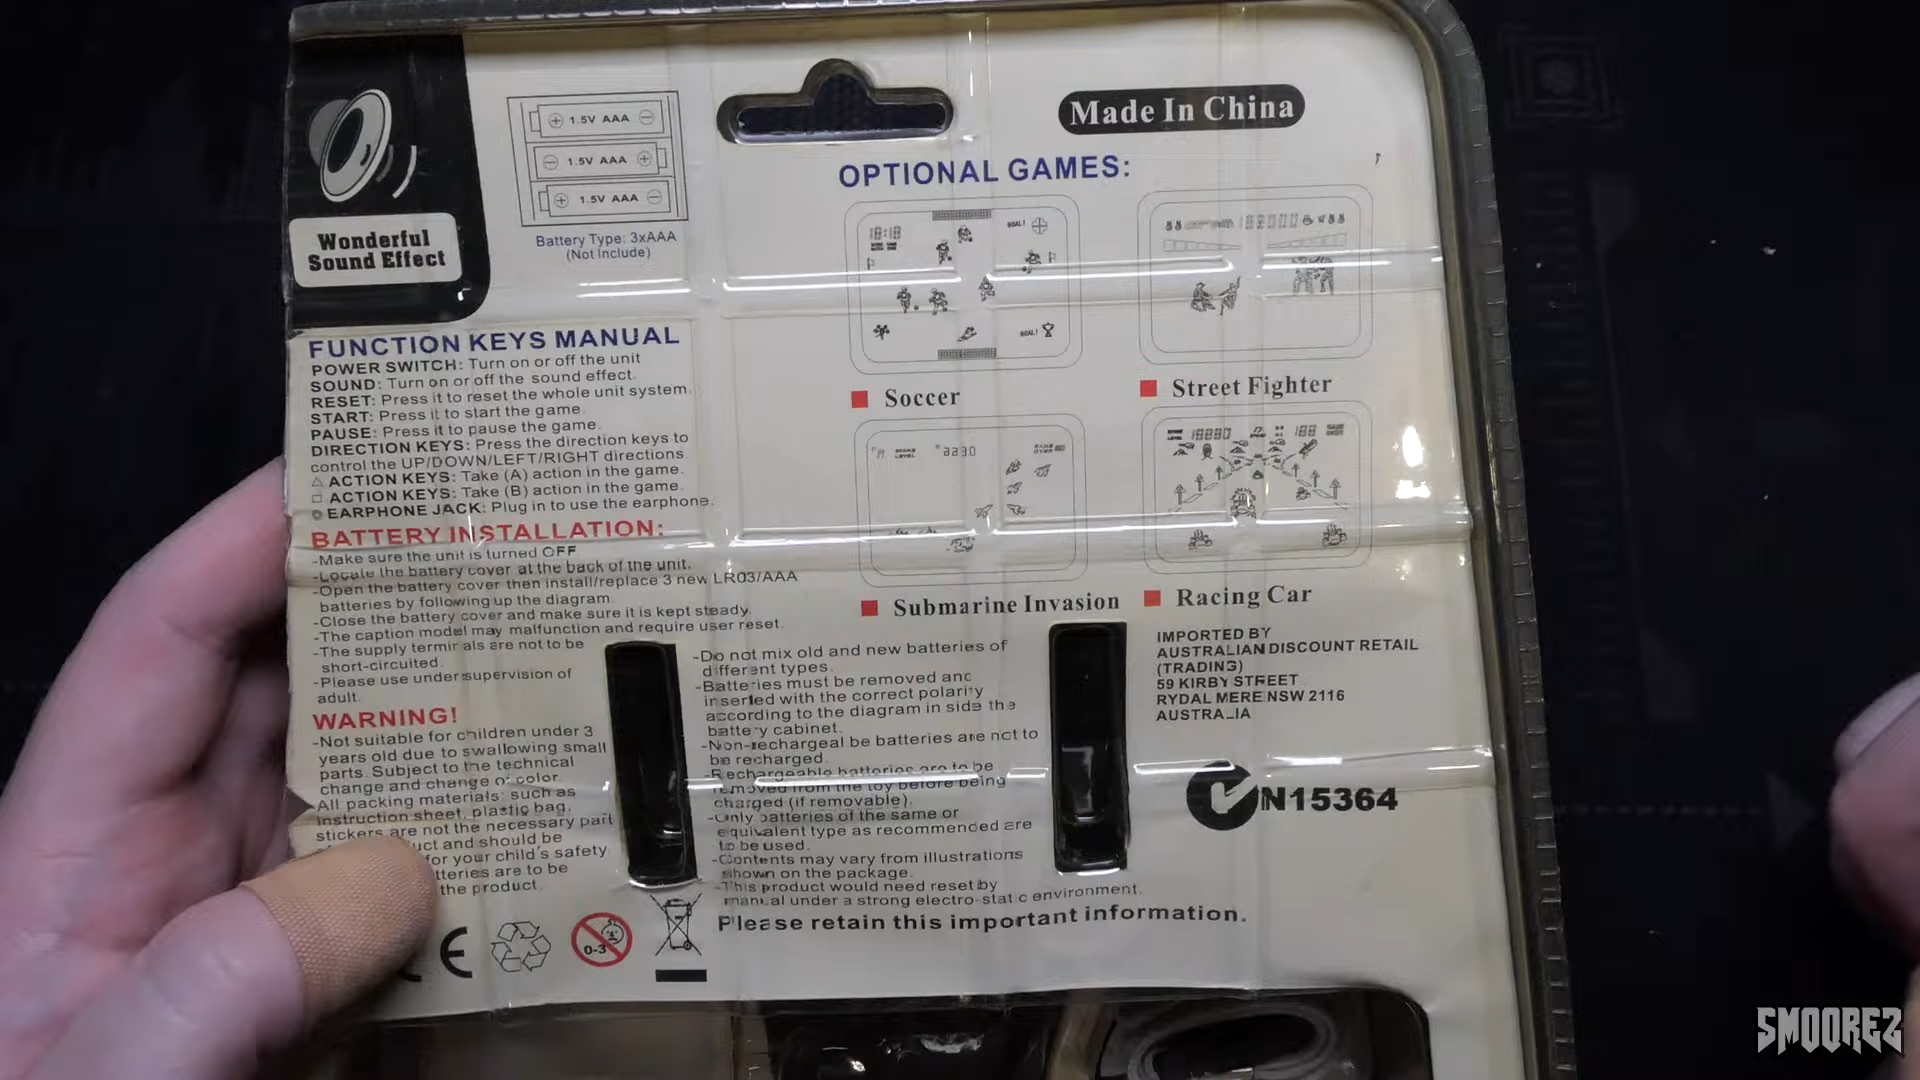 Wonderful
Sound Effect
1.5V AAA
1.5V AAA
1.5V AAA
Battery Type: 3xAAA
(Not Include)
Made In China
OPTIONAL GAMES:
18:18
GOAL!
GOAL!
Soccer
Street Fighter
Submarine Invasion
Racing Car
FUNCTION KEYS MANUAL
POWER SWITCH: Turn on or off the unit
SOUND: Turn on or off the sound effect.
RESET: Press it to reset the whole unit system.
START: Press it to start the game.
PAUSE: Press it to pause the game.
DIRECTION KEYS: Press the direction keys to
control the UP/DOWN/LEFT/RIGHT directions.
△ ACTION KEYS: Take (A) action in the game.
□ ACTION KEYS: Take (B) action in the game.
EARPHONE JACK: Plug in to use the earphone.
BATTERY INSTALLATION:
-Make sure the unit is turned OFF
-Locate the battery cover at the back of the unit.
-Open the battery cover then install/replace 3 new LR03/AAA
batteries by following up the diagram.
-Close the battery cover and make sure it is kept steady.
-The caption model may malfunction and require user reset.
-The supply terminals are not to be
short-circuited.
-Please use under supervision of
adult.
WARNING!
-Not suitable for children under 3
years old due to swallowing small
parts. Subject to the technical
change and change of color.
All packing materials: such as
instruction sheet, plastic bag,
stickers are not the necessary part
and should be
for your child's safety
are to be
the product.
-Do not mix old and new batteries of
different types.
-Batteries must be removed and
inserted with the correct polarity
according to the diagram in side the
battery cabinet.
-Non-rechargeable batteries are not to
be recharged.
-Rechargeable batteries are to be
removed from the toy before being
charged (if removable).
-Only batteries of the same or
equivalent type as recommended are
to be used.
-Contents may vary from illustrations
shown on the package.
-This product would need reset by
manual under a strong electro-static environment.
Please retain this important information.
IMPORTED BY
AUSTRALIAN DISCOUNT RETAIL
(TRADING)
59 KIRBY STREET
RYDALMERE NSW 2116
AUSTRALIA
N15364
CE
0-3
SMOOREZ